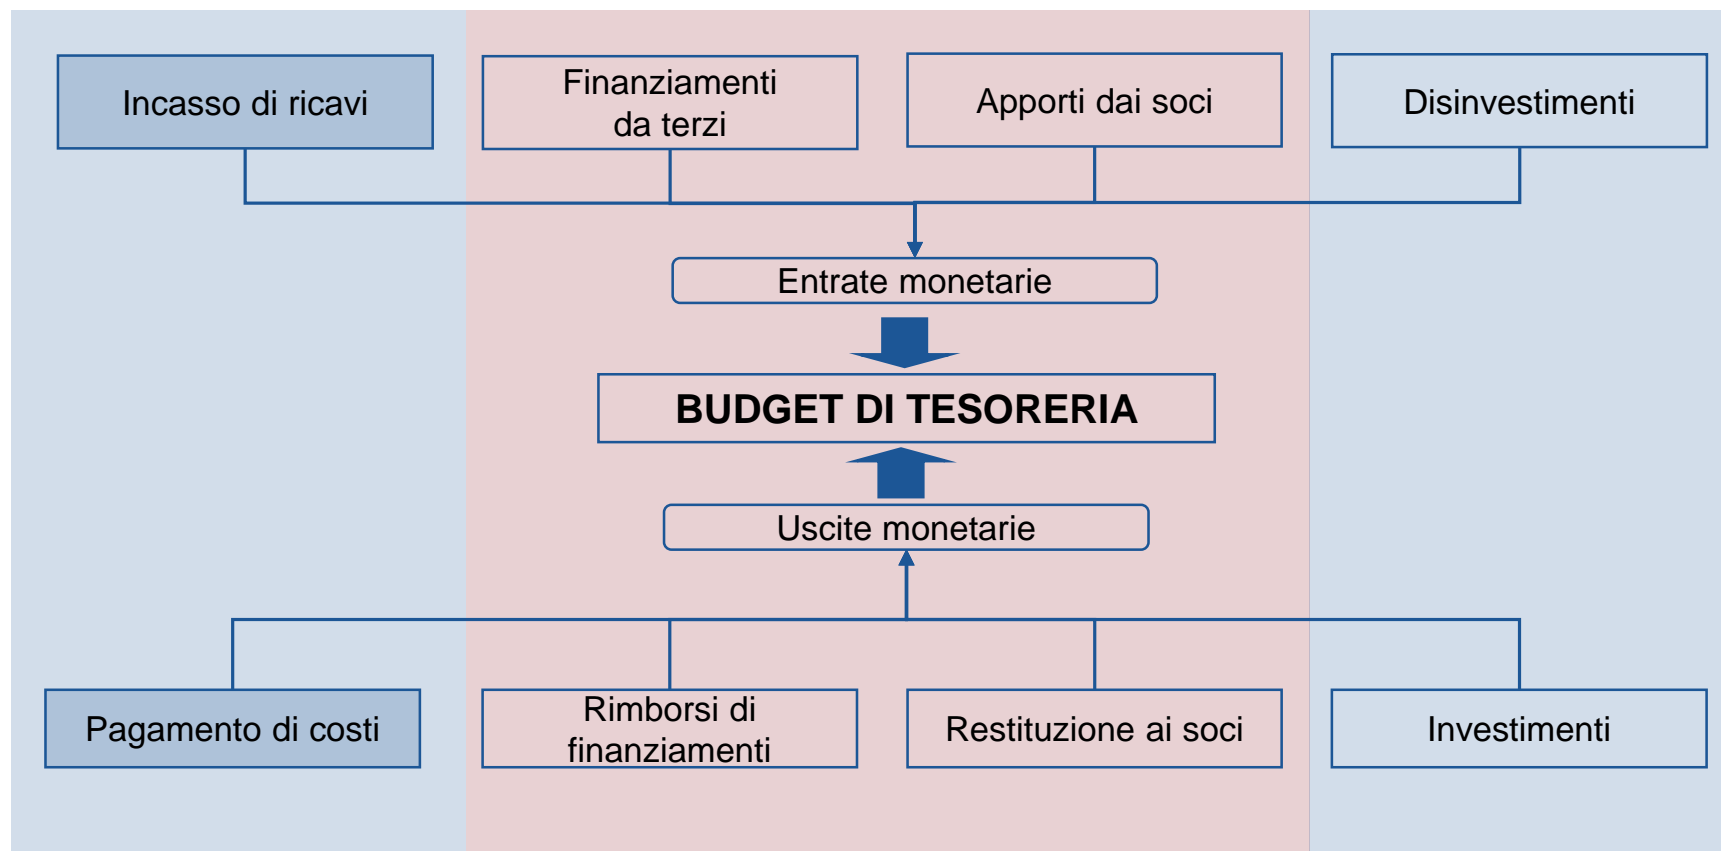 Incasso di ricavi
Finanziamenti
da terzi
Apporti dai soci
Disinvestimenti
Entrate monetarie
BUDGET DI TESORERIA
Uscite monetarie
Pagamento di costi
Rimborsi di
finanziamenti
Restituzione ai soci
Investimenti